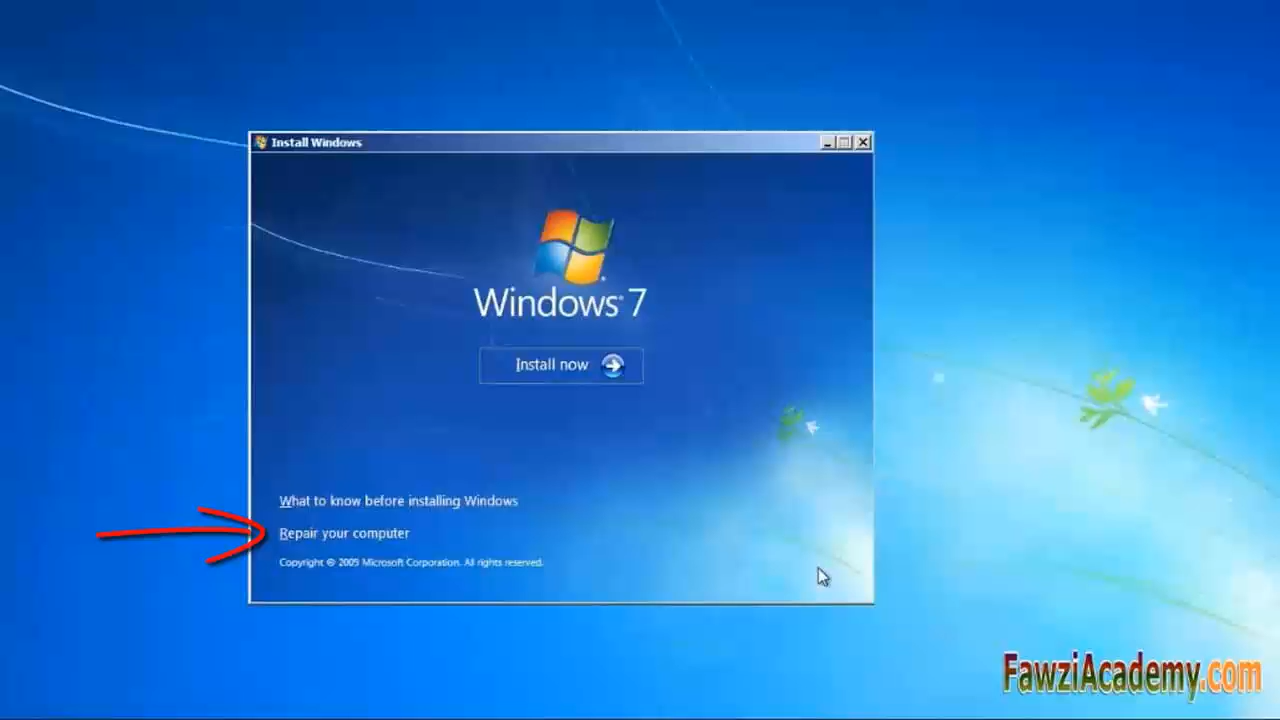 Install Windows
Windows® 7
Install now
What to know before installing Windows
Repair your computer
Copyright © 2009 Microsoft Corporation. All rights reserved.
FawziAcademy.com